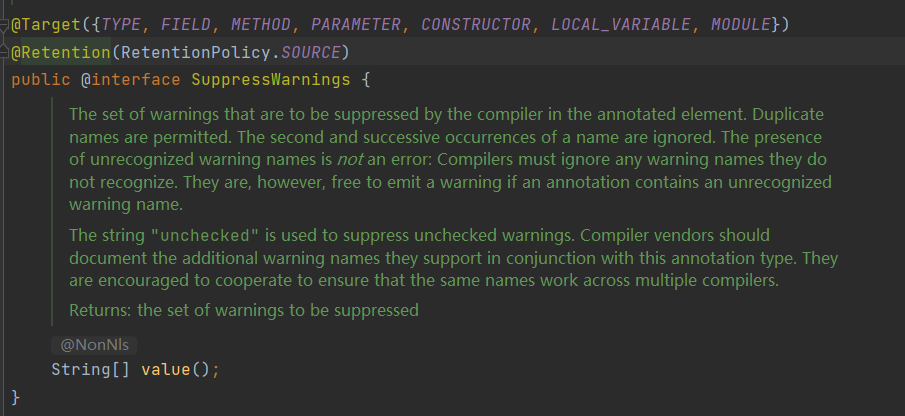 @Target({TYPE, FIELD, METHOD, PARAMETER, CONSTRUCTOR, LOCAL_VARIABLE, MODULE})
@Retention(RetentionPolicy.SOURCE)
public @interface SuppressWarnings {
The set of warnings that are to be suppressed by the compiler in the annotated element. Duplicate
names are permitted. The second and successive occurrences of a name are ignored. The presence
of unrecognized warning names is not an error: Compilers must ignore any warning names they do
not recognize. They are, however, free to emit a warning if an annotation contains an unrecognized
warning name.
The string "unchecked" is used to suppress unchecked warnings. Compiler vendors should
document the additional warning names they support in conjunction with this annotation type. They
are encouraged to cooperate to ensure that the same names work across multiple compilers.
Returns: the set of warnings to be suppressed
@NonNls
String[] value();
}